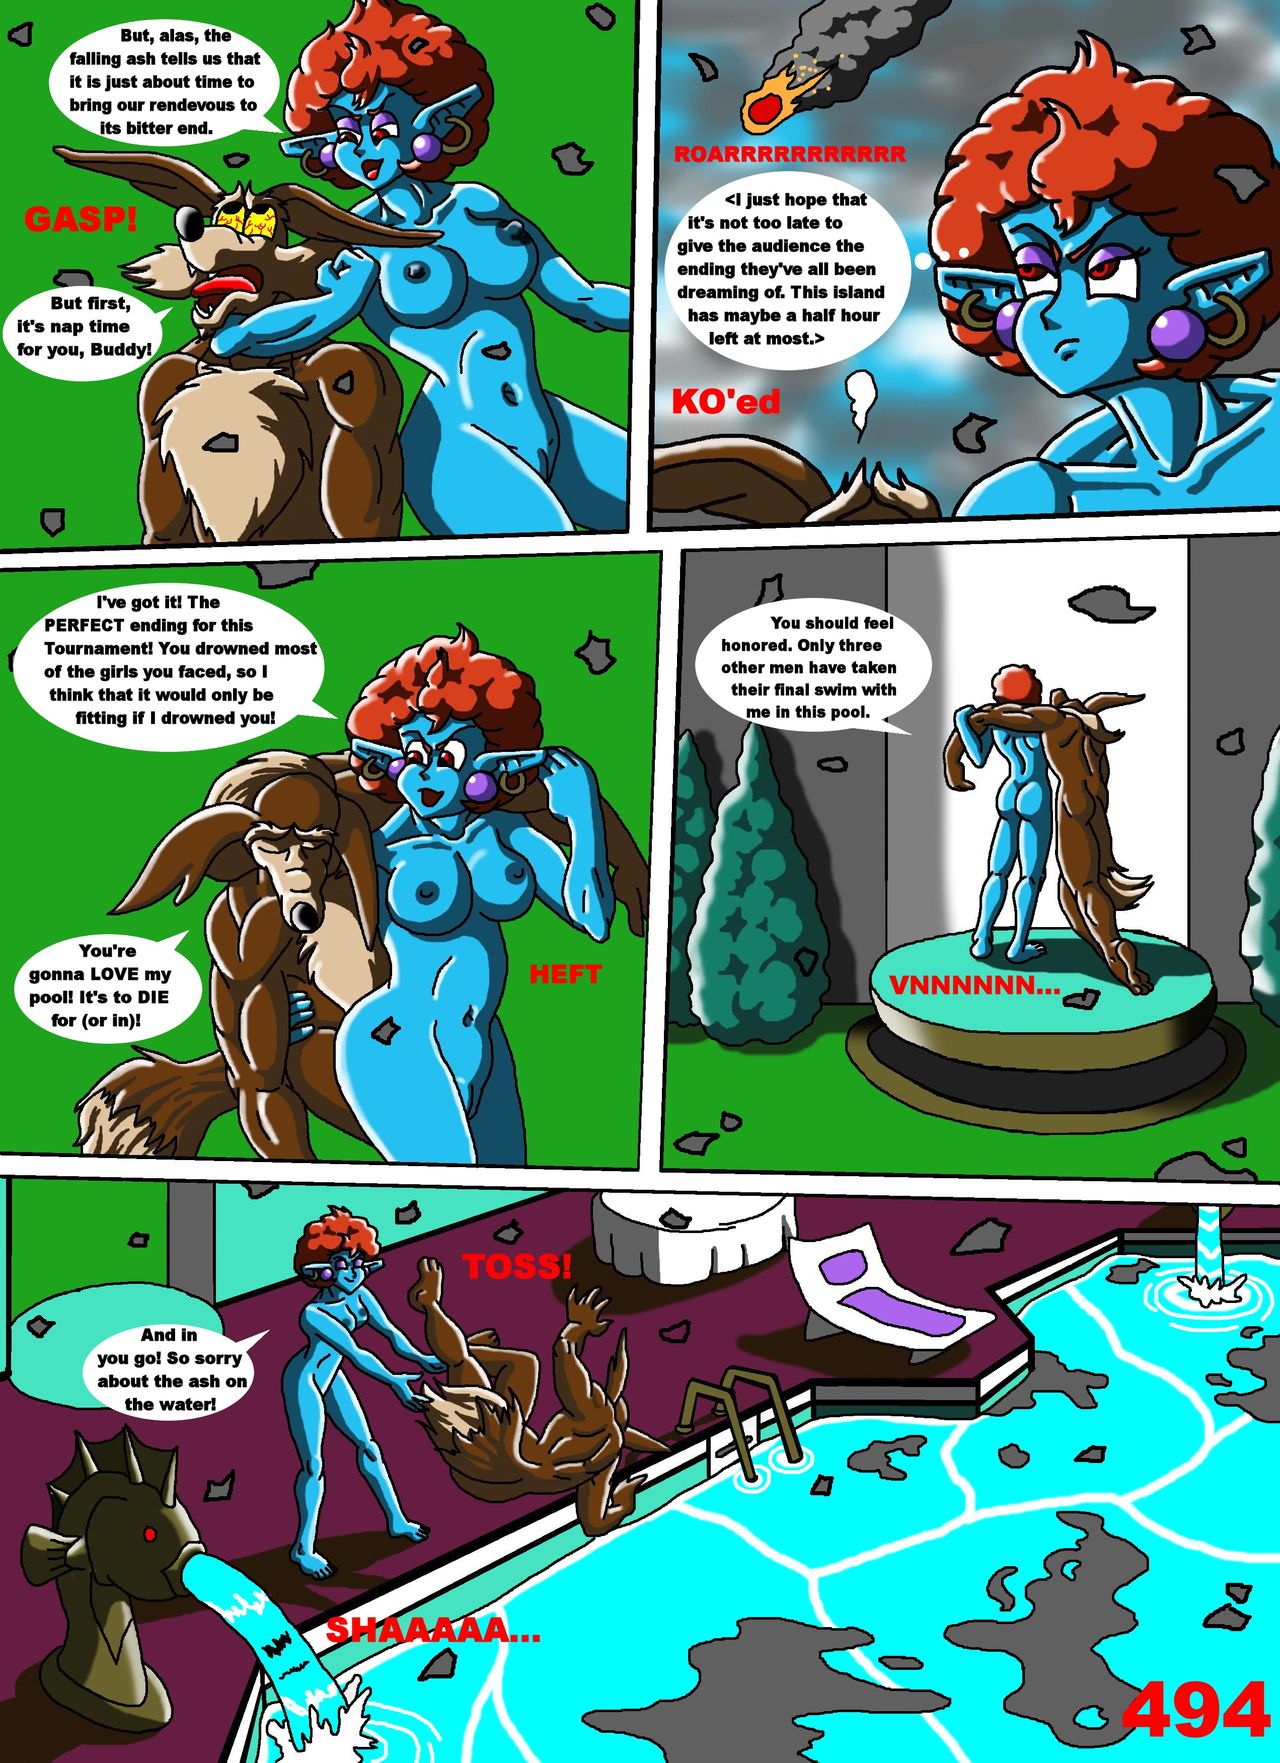 But, alas, the
falling ash tells us that
it is just about time to
bring our rendevous to
its bitter end.
GASP!
But first,
it's nap time
for you, Buddy!
ROARRRRRRRRRRR
<I just hope that
it's not too late to
give the audience the
ending they've all been
dreaming of. This island
has maybe a half hour
left at most.>
KO'ed
I've got it! The
PERFECT ending for this
Tournament! You drowned most
of the girls you faced, so I
think that it would only be
fitting if I drowned you!
You're
gonna LOVE my
pool! It's to DIE
for (or in)!
HEFT
You should feel
honored. Only three
other men have taken
their final swim with
me in this pool.
VNNNNNN...
TOSS!
And in
you go! So sorry
about the ash on
the water!
SHAAAAA...
494